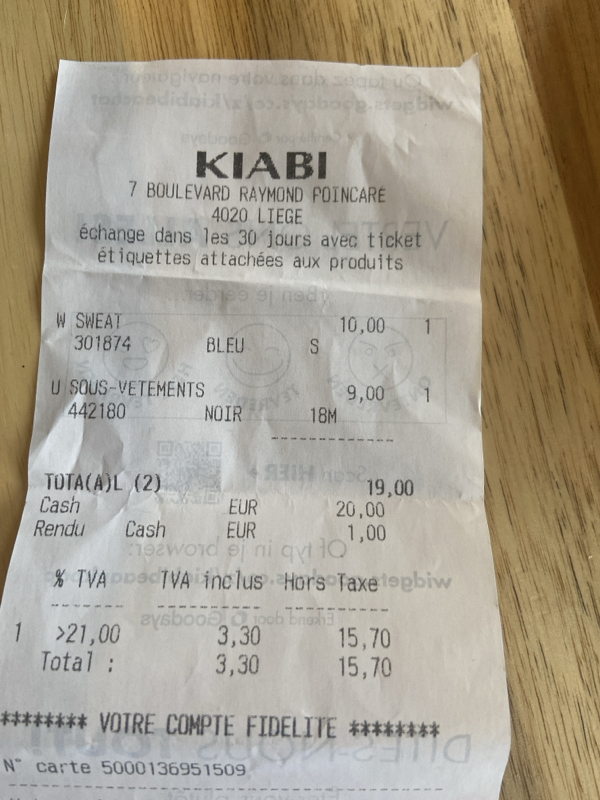 KIABI
7 BOULEVARD RAYMOND POINCARE
4020 LIEGE
échange dans les 30 jours avec ticket
étiquettes attachées aux produits
W SWEAT 10,00 1
301874 BLEU S
U SOUS-VETEMENTS 9,00 1
442180 NOIR 18M
--------------
TOTA(A)L (2) 19,00
Cash EUR 20,00
Rendu Cash EUR 1,00
% TVA TVA inclus Hors Taxe
-------- ----------- -----------
1 >21,00 3,30 15,70
Total : 3,30 15,70
******** VOTRE COMPTE FIDELITE ********
N° carte 5000136951509